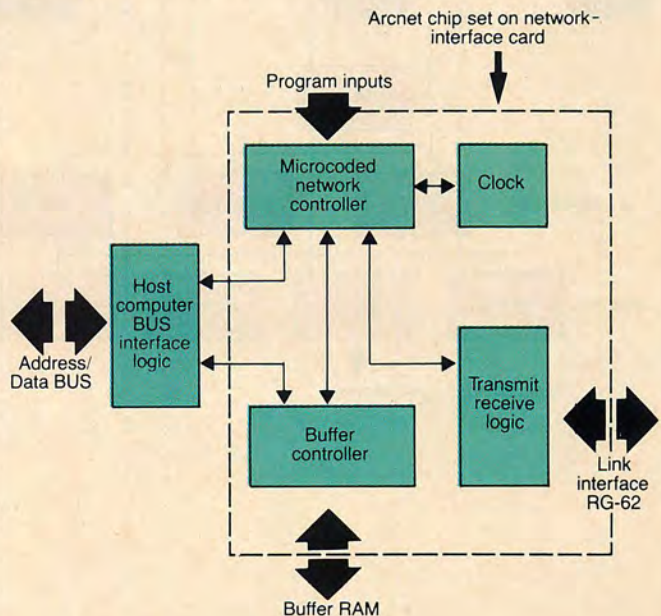 Arcnet chip set on network-
interface card
Program inputs
Microcoded
network
controller
Clock
Host
computer
BUS
interface
logic
Address/
Data BUS
Transmit
receive
logic
Buffer
controller
Link
interface
RG-62
Buffer RAM